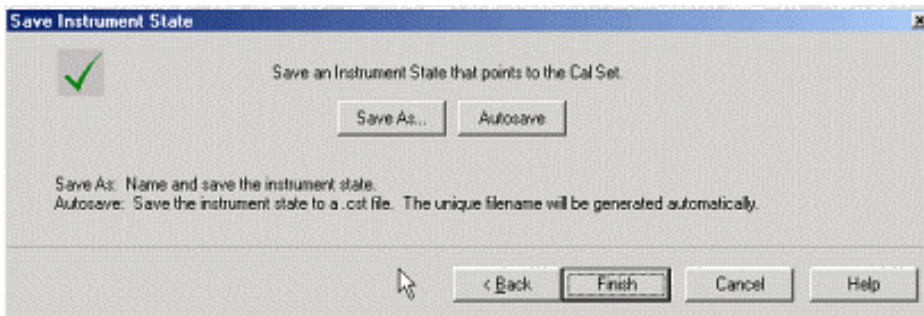 Save Instrument State
Save an Instrument State that points to the Cal Set.
Save As... Autosave
Save As: Name and save the instrument state.
Autosave: Save the instrument state to a .cst file. The unique filename will be generated automatically.
< Back Finish Cancel Help